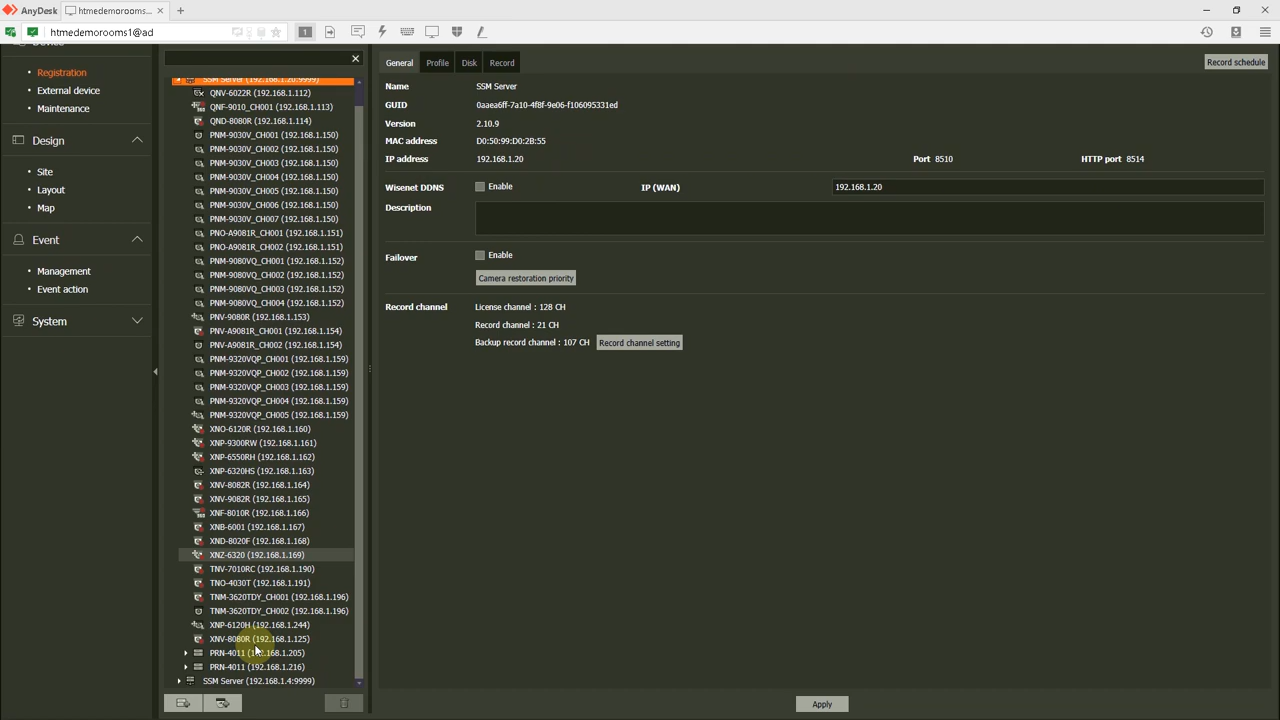 AnyDesk
htmedemorooms@ad
htmedemorooms1@ad
1
Device
Registration
External device
Maintenance
Design
Site
Layout
Map
Event
Management
Event action
System
SSM Server (192.168.1.20:9999)
QNV-6022R (192.168.1.112)
QNF-9010_CH001 (192.168.1.113)
QND-8080R (192.168.1.114)
PNM-9030V_CH001 (192.168.1.150)
PNM-9030V_CH002 (192.168.1.150)
PNM-9030V_CH003 (192.168.1.150)
PNM-9030V_CH004 (192.168.1.150)
PNM-9030V_CH005 (192.168.1.150)
PNM-9030V_CH006 (192.168.1.150)
PNM-9030V_CH007 (192.168.1.150)
PNO-A9081R_CH001 (192.168.1.151)
PNO-A9081R_CH002 (192.168.1.151)
PNM-9080VQ_CH001 (192.168.1.152)
PNM-9080VQ_CH002 (192.168.1.152)
PNM-9080VQ_CH003 (192.168.1.152)
PNM-9080VQ_CH004 (192.168.1.152)
PNV-9080R (192.168.1.153)
PNV-A9081R_CH001 (192.168.1.154)
PNV-A9081R_CH002 (192.168.1.154)
PNM-9320VQP_CH001 (192.168.1.159)
PNM-9320VQP_CH002 (192.168.1.159)
PNM-9320VQP_CH003 (192.168.1.159)
PNM-9320VQP_CH004 (192.168.1.159)
PNM-9320VQP_CH005 (192.168.1.159)
XNO-6120R (192.168.1.160)
XNP-9300RW (192.168.1.161)
XNP-6550RH (192.168.1.162)
XNP-6320HS (192.168.1.163)
XNV-8082R (192.168.1.164)
XNV-9082R (192.168.1.165)
XNF-8010R (192.168.1.166)
XNB-6001 (192.168.1.167)
XND-8020F (192.168.1.168)
XNZ-6320 (192.168.1.169)
TNV-7010RC (192.168.1.190)
TNO-4030T (192.168.1.191)
TNM-3620TDY_CH001 (192.168.1.196)
TNM-3620TDY_CH002 (192.168.1.196)
XNP-6120H (192.168.1.244)
XNV-8080R (192.168.1.125)
PRN-4011 (192.168.1.205)
PRN-4011 (192.168.1.216)
SSM Server (192.168.1.4:9999)
General Profile Disk Record Record schedule
Name SSM Server
GUID 0aaea6ff-7a10-4f8f-9e06-f106095331ed
Version 2.10.9
MAC address D0:50:99:D0:2B:55
IP address 192.168.1.20 Port 8510 HTTP port 8514
Wisenet DDNS Enable IP (WAN) 192.168.1.20
Description
Failover Enable
Camera restoration priority
Record channel License channel : 128 CH
Record channel : 21 CH
Backup record channel : 107 CH Record channel setting
Apply